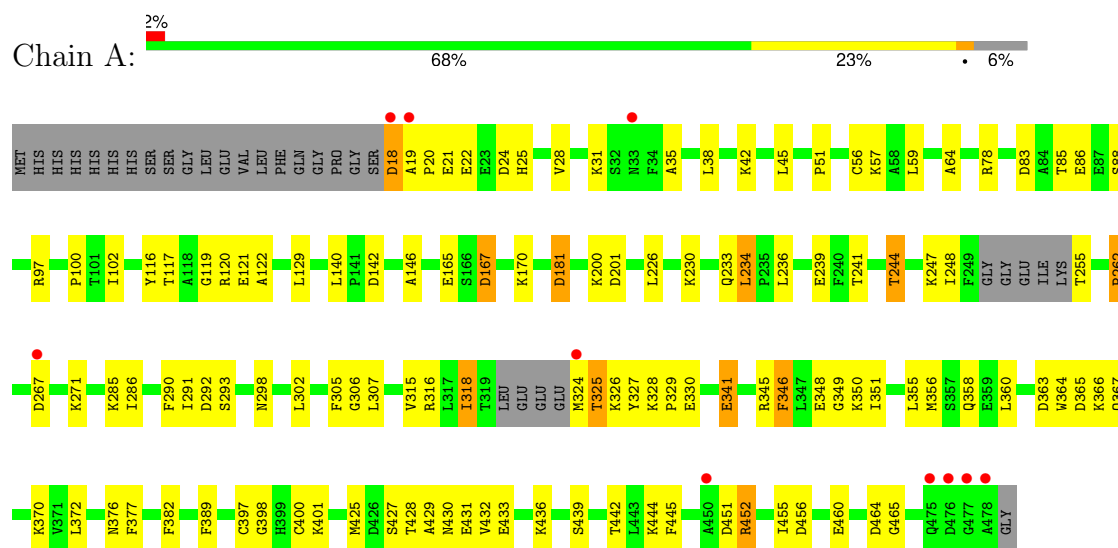 2%
Chain A:
68% 23% • 6%
MET HIS HIS HIS HIS HIS HIS SER SER GLY LEU GLU VAL LEU PHE GLN GLY PRO GLY SER D18 A19 P20 E21 E22 E23 D24 H25 V28 K31 S32 N33 F34 A35 L38 K42 L45 P51 C56 K57 A58 L59 A64 R78 D83 A84 T85 E86 E87 S88
R97 P100 T101 I102 Y116 T117 A118 G119 R120 E121 A122 L129 L140 P141 D142 A146 E165 S166 D167 K170 D181 K200 D201 L226 K230 Q233 L234 P235 L236 E239 F240 T241 T244 K247 I248 F249 GLY GLY GLU ILE LYS T255
D267 K271 K285 I286 F290 I291 D292 S293 N298 L302 F305 G306 L307 V315 R316 L317 I318 T319 LEU GLU GLU GLU M324 T325 K326 Y327 K328 P329 E330 E341 R345 F346 L347 E348 G349 K350 I351 L355 M356 S357 Q358 E359 L360 D363 W364 D365 K366
K370 V371 L372 N376 F377 F382 F389 C397 G398 H399 C400 K401 M425 D426 S427 T428 A429 N430 E431 V432 E433 K436 S439 T442 L443 K444 F445 A450 D451 R452 I455 D456 E460 D464 G465 Q475 D476 G477 A478 GLY